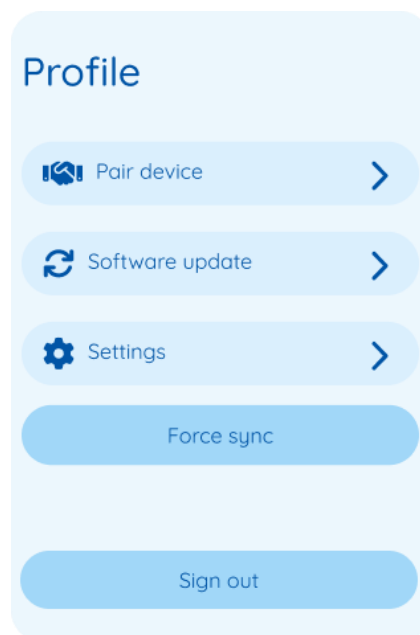 Profile
Pair device
Software update
Settings
Force sync
Sign out